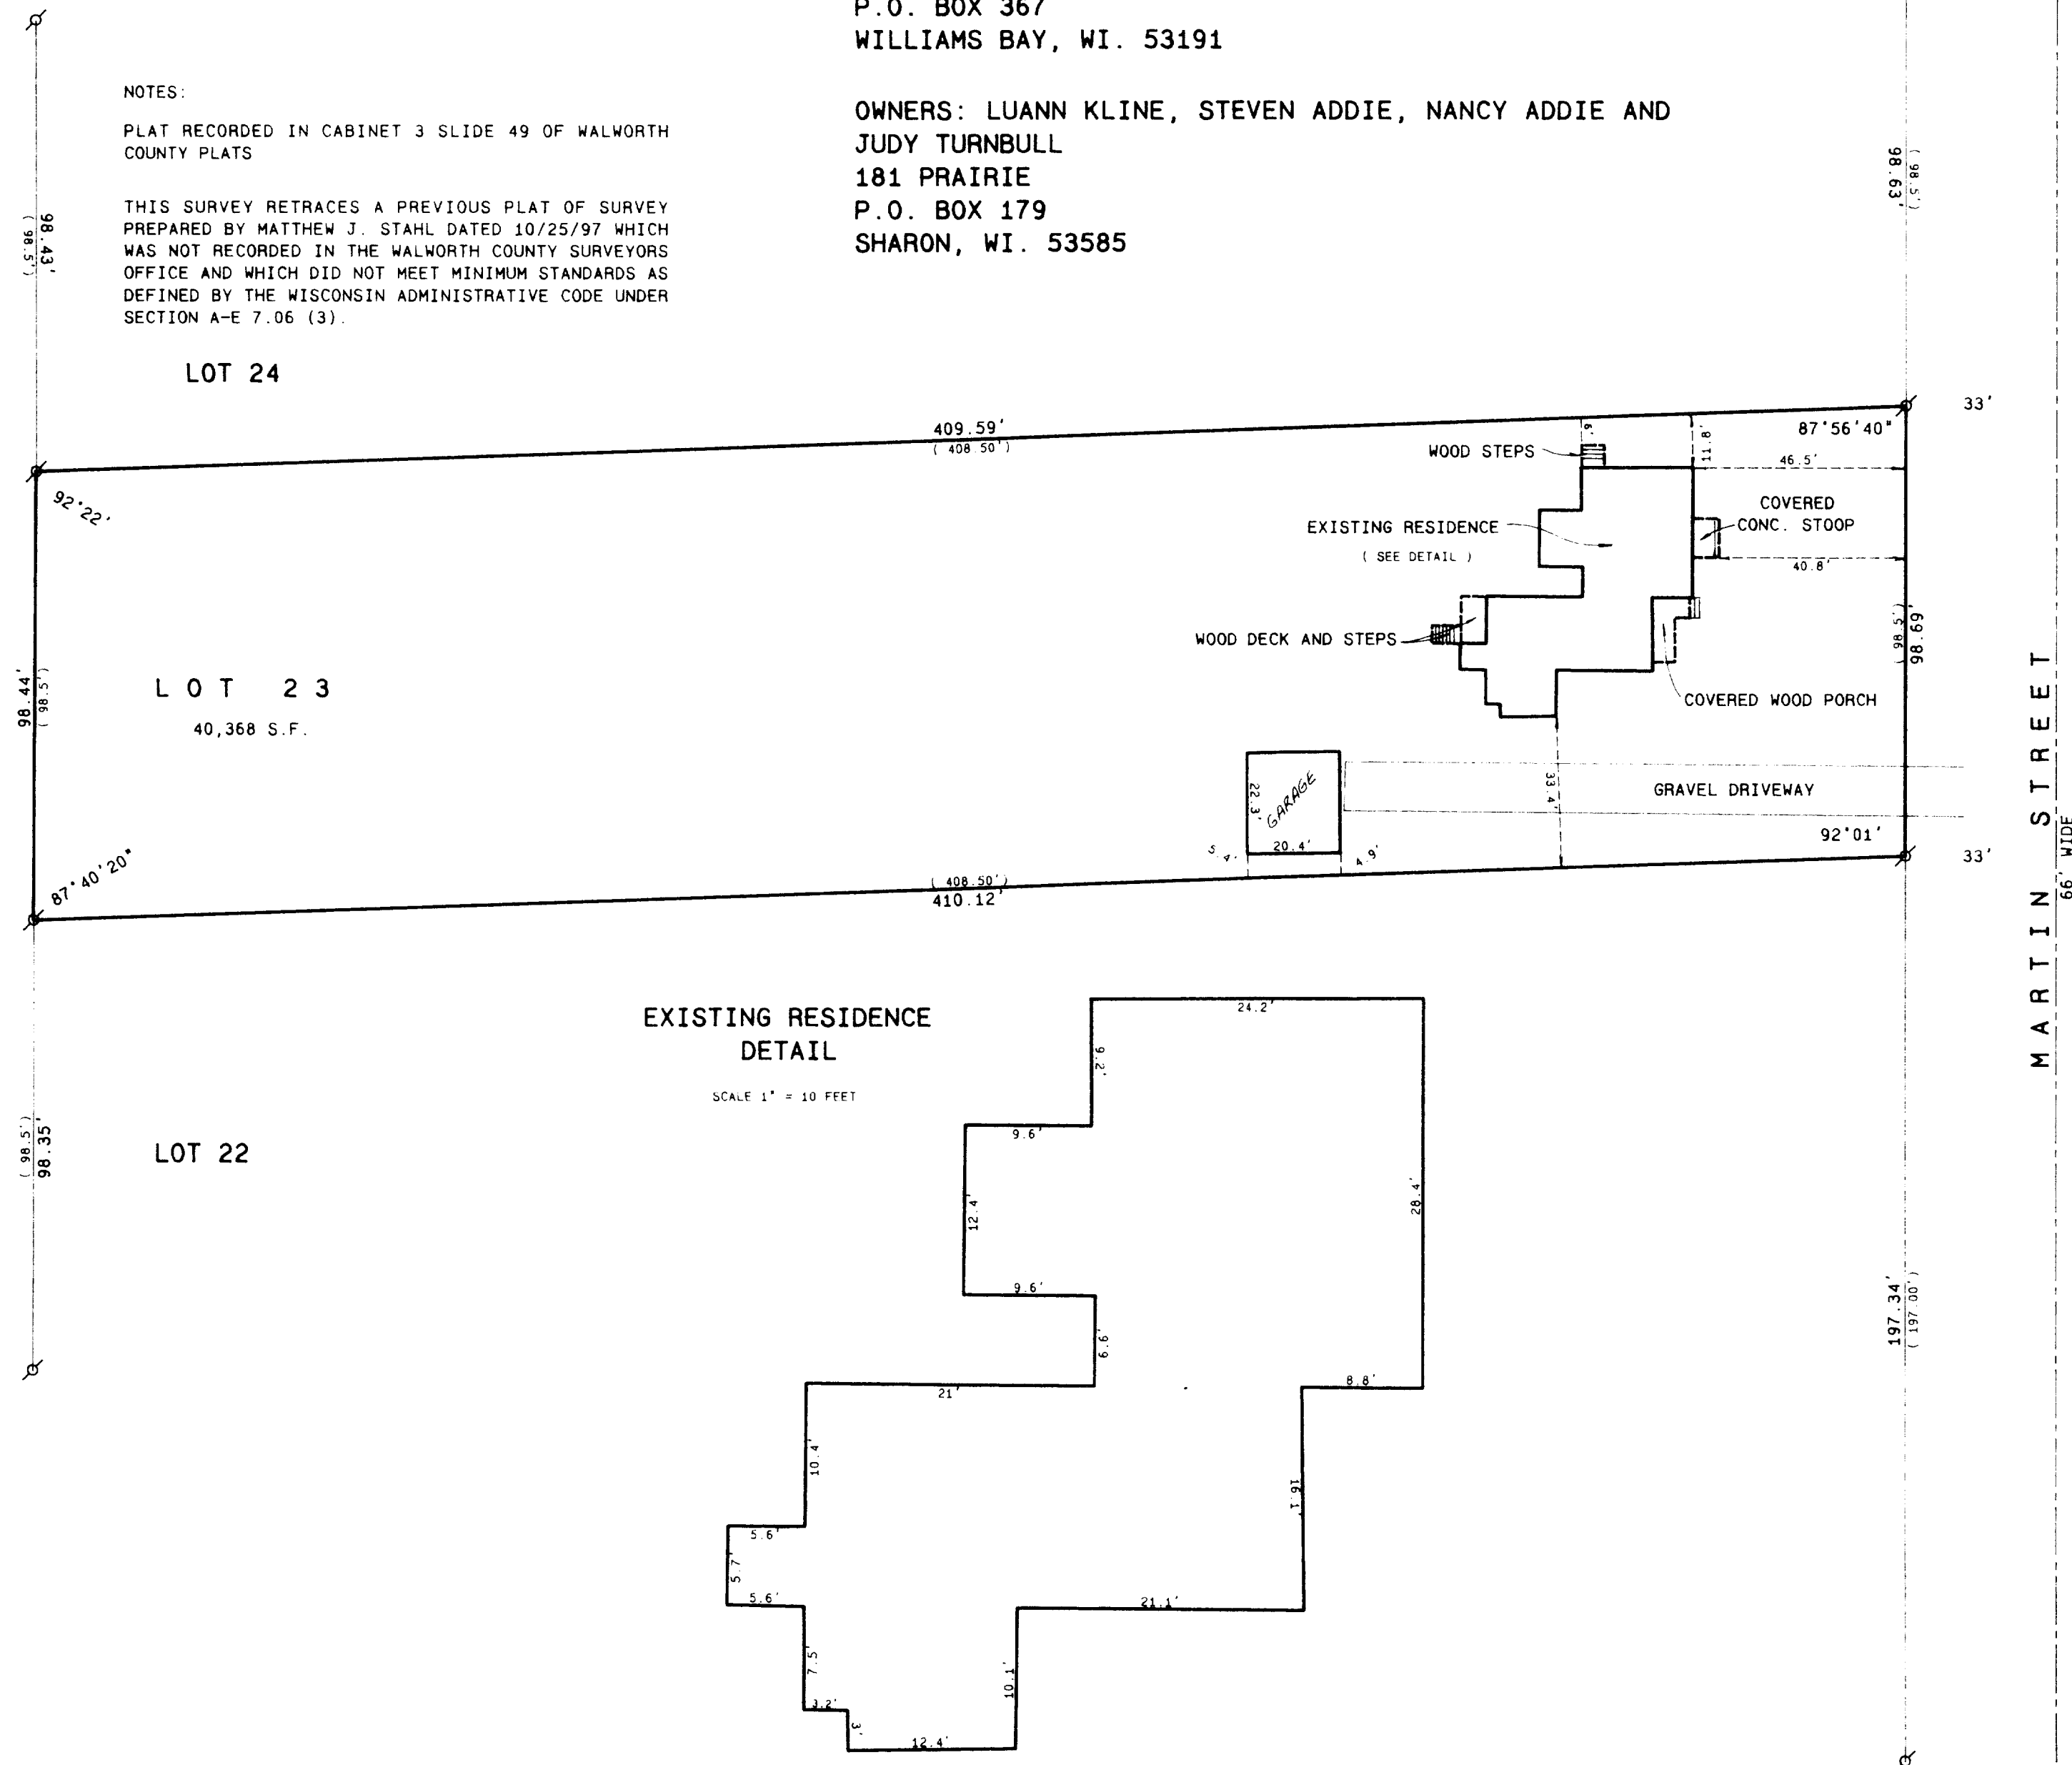 P.O. BOX 367
WILLIAMS BAY, WI. 53191
NOTES:
PLAT RECORDED IN CABINET 3 SLIDE 49 OF WALWORTH
COUNTY PLATS
THIS SURVEY RETRACES A PREVIOUS PLAT OF SURVEY
PREPARED BY MATTHEW J. STAHL DATED 10/25/97 WHICH
WAS NOT RECORDED IN THE WALWORTH COUNTY SURVEYORS
OFFICE AND WHICH DID NOT MEET MINIMUM STANDARDS AS
DEFINED BY THE WISCONSIN ADMINISTRATIVE CODE UNDER
SECTION A-E 7.06 (3).
OWNERS: LUANN KLINE, STEVEN ADDIE, NANCY ADDIE AND
JUDY TURNBULL
181 PRAIRIE
P.O. BOX 179
SHARON, WI. 53585
98.43'
( 98.5')
98.63'
( 98.5')
LOT 24
409.59'
( 408.50')
33'
87°56'40"
6'
11.8'
WOOD STEPS
46.5'
92°22'
COVERED
CONC. STOOP
EXISTING RESIDENCE
( SEE DETAIL )
40.8'
( 98.5')
98.69'
WOOD DECK AND STEPS
COVERED WOOD PORCH
98.44'
( 98.5')
LOT 23
40,368 S.F.
22.3'
GARAGE
20.4'
5.4'
4.9'
33.4'
GRAVEL DRIVEWAY
92°01'
33'
MARTIN STREET
66' WIDE
87°40'20"
( 408.50')
410.12'
EXISTING RESIDENCE
DETAIL
SCALE 1" = 10 FEET
24.2'
9.2'
9.6'
12.4'
28.4'
9.6'
6.6'
21'
8.8'
10.4'
16.1'
5.6'
5.7'
5.6'
21.1'
7.5'
10.1'
3.2'
3'
12.4'
( 98.5')
98.35'
LOT 22
197.34'
( 197.00')